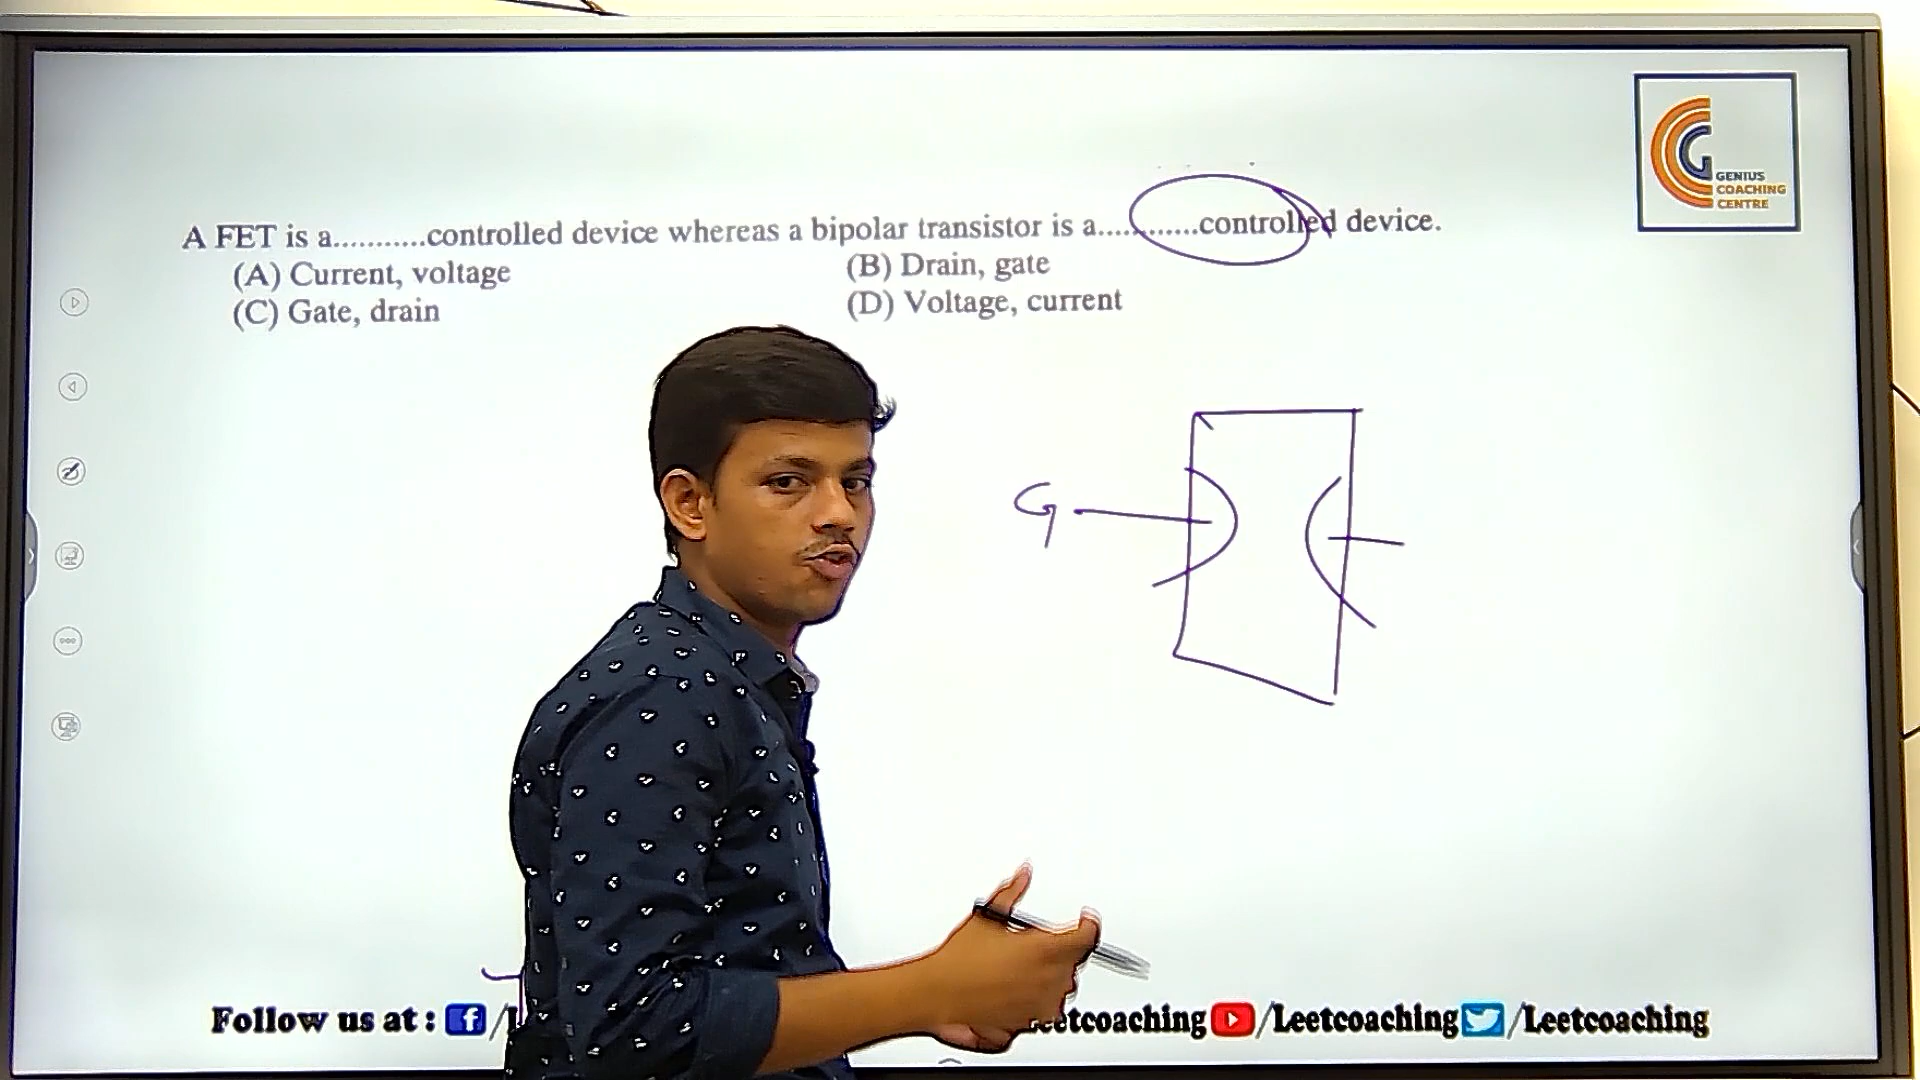 GENIUS
COACHING
CENTRE
A FET is a...........controlled device whereas a bipolar transistor is a............controlled device.
(A) Current, voltage (B) Drain, gate
(C) Gate, drain (D) Voltage, current
G
Follow us at : /Leetcoaching /Leetcoaching